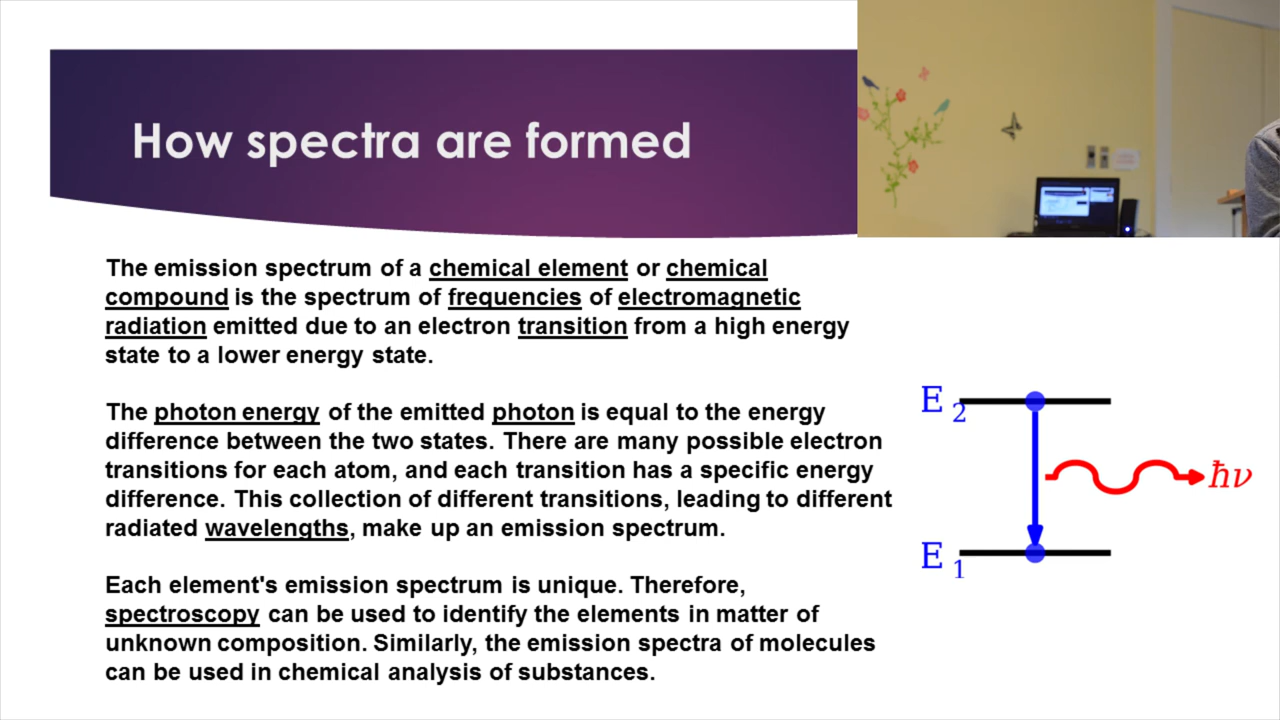 How spectra are formed
The emission spectrum of a chemical element or chemical
compound is the spectrum of frequencies of electromagnetic
radiation emitted due to an electron transition from a high energy
state to a lower energy state.
The photon energy of the emitted photon is equal to the energy
difference between the two states. There are many possible electron
transitions for each atom, and each transition has a specific energy
difference. This collection of different transitions, leading to different
radiated wavelengths, make up an emission spectrum.
Each element's emission spectrum is unique. Therefore,
spectroscopy can be used to identify the elements in matter of
unknown composition. Similarly, the emission spectra of molecules
can be used in chemical analysis of substances.
E 2
ħν
E 1